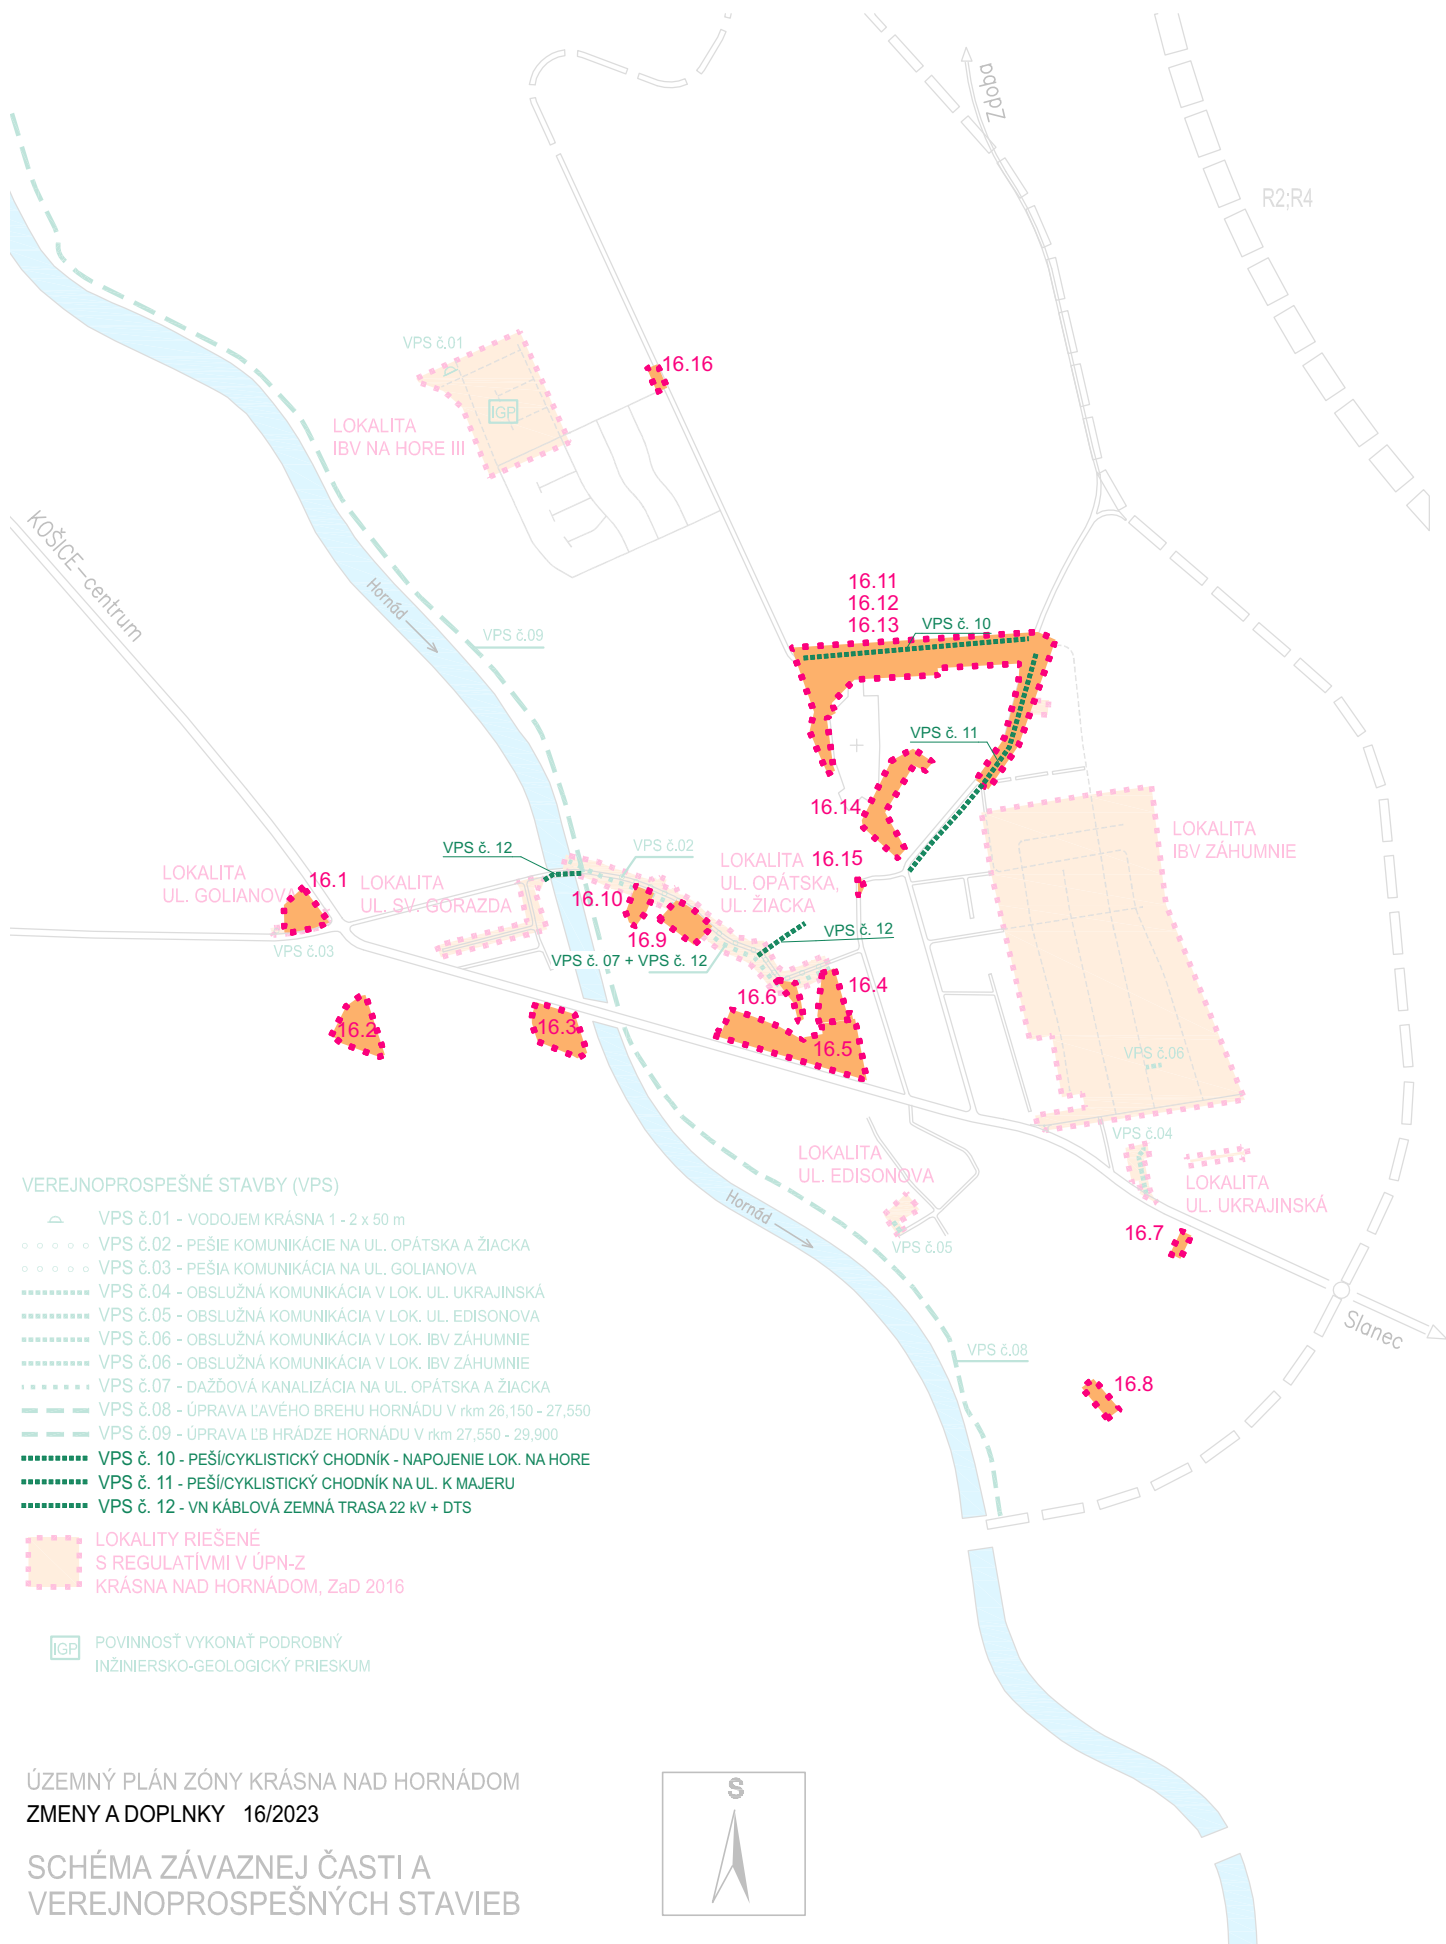 Zdoba
R2;R4
VPS č.01
16.16
IGP
LOKALITA
IBV NA HORE III
KOŠICE-centrum
Hornád
VPS č.09
16.11
16.12
16.13
VPS č. 10
VPS č. 11
16.14
LOKALITA
IBV ZÁHUMNIE
VPS č. 12
VPS č.02
LOKALITA
UL. OPÁTSKA,
UL. ŽIACKA
16.15
LOKALITA
UL. GOLIANOVA
16.1
LOKALITA
UL. SV. GORAZDA
16.10
16.9
VPS č. 12
VPS č.03
VPS č. 07 + VPS č. 12
16.6
16.4
16.2
16.3
16.5
VPS č.06
VPS č.04
LOKALITA
UL. EDISONOVA
LOKALITA
UL. UKRAJINSKÁ
Hornád
VPS č.05
16.7
Slanec
VPS č.08
16.8
VEREJNOPROSPEŠNÉ STAVBY (VPS)
VPS č.01 - VODOJEM KRÁSNA 1 - 2 x 50 m
VPS č.02 - PEŠIE KOMUNIKÁCIE NA UL. OPÁTSKA A ŽIACKA
VPS č.03 - PEŠIA KOMUNIKÁCIA NA UL. GOLIANOVA
VPS č.04 - OBSLUŽNÁ KOMUNIKÁCIA V LOK. UL. UKRAJINSKÁ
VPS č.05 - OBSLUŽNÁ KOMUNIKÁCIA V LOK. UL. EDISONOVA
VPS č.06 - OBSLUŽNÁ KOMUNIKÁCIA V LOK. IBV ZÁHUMNIE
VPS č.06 - OBSLUŽNÁ KOMUNIKÁCIA V LOK. IBV ZÁHUMNIE
VPS č.07 - DAŽĎOVÁ KANALIZÁCIA NA UL. OPÁTSKA A ŽIACKA
VPS č.08 - ÚPRAVA ĽAVÉHO BREHU HORNÁDU V rkm 26,150 - 27,550
VPS č.09 - ÚPRAVA ĽB HRÁDZE HORNÁDU V rkm 27,550 - 29,900
VPS č. 10 - PEŠÍ/CYKLISTICKÝ CHODNÍK - NAPOJENIE LOK. NA HORE
VPS č. 11 - PEŠÍ/CYKLISTICKÝ CHODNÍK NA UL. K MAJERU
VPS č. 12 - VN KÁBLOVÁ ZEMNÁ TRASA 22 kV + DTS
LOKALITY RIEŠENÉ
S REGULATÍVMI V ÚPN-Z
KRÁSNA NAD HORNÁDOM, ZaD 2016
IGP
POVINNOSŤ VYKONAŤ PODROBNÝ
INŽINIERSKO-GEOLOGICKÝ PRIESKUM
ÚZEMNÝ PLÁN ZÓNY KRÁSNA NAD HORNÁDOM
ZMENY A DOPLNKY 16/2023
SCHÉMA ZÁVAZNEJ ČASTI A
VEREJNOPROSPEŠNÝCH STAVIEB
S